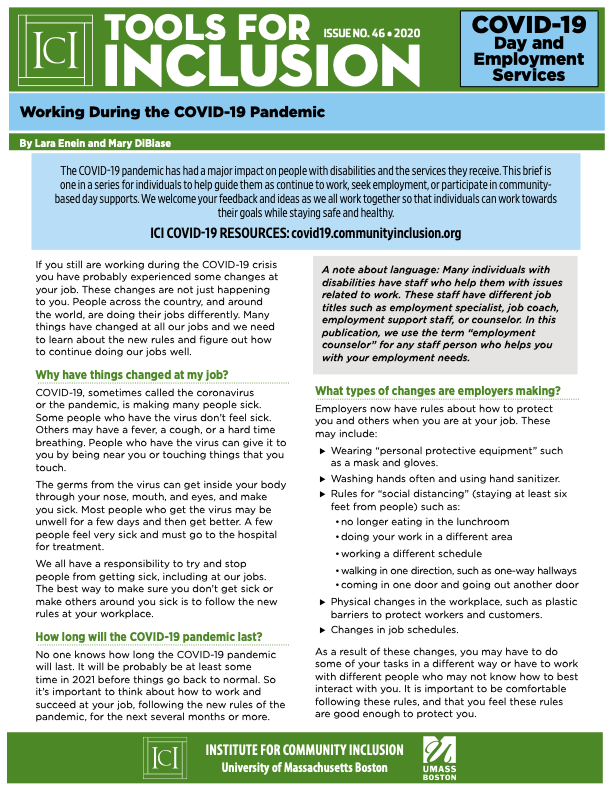 ICI
TOOLS FOR
ISSUE NO. 46 • 2020
INCLUSION
COVID-19
Day and
Employment
Services
Working During the COVID-19 Pandemic
By Lara Enein and Mary DiBiase
The COVID-19 pandemic has had a major impact on people with disabilities and the services they receive. This brief is
one in a series for individuals to help guide them as continue to work, seek employment, or participate in community-
based day supports. We welcome your feedback and ideas as we all work together so that individuals can work towards
their goals while staying safe and healthy.
ICI COVID-19 RESOURCES: covid19.communityinclusion.org
If you still are working during the COVID-19 crisis
you have probably experienced some changes at
your job. These changes are not just happening
to you. People across the country, and around
the world, are doing their jobs differently. Many
things have changed at all our jobs and we need
to learn about the new rules and figure out how
to continue doing our jobs well.
Why have things changed at my job?
COVID-19, sometimes called the coronavirus
or the pandemic, is making many people sick.
Some people who have the virus don't feel sick.
Others may have a fever, a cough, or a hard time
breathing. People who have the virus can give it to
you by being near you or touching things that you
touch.
The germs from the virus can get inside your body
through your nose, mouth, and eyes, and make
you sick. Most people who get the virus may be
unwell for a few days and then get better. A few
people feel very sick and must go to the hospital
for treatment.
We all have a responsibility to try and stop
people from getting sick, including at our jobs.
The best way to make sure you don't get sick or
make others around you sick is to follow the new
rules at your workplace.
How long will the COVID-19 pandemic last?
No one knows how long the COVID-19 pandemic
will last. It will be probably be at least some
time in 2021 before things go back to normal. So
it's important to think about how to work and
succeed at your job, following the new rules of the
pandemic, for the next several months or more.
A note about language: Many individuals with
disabilities have staff who help them with issues
related to work. These staff have different job
titles such as employment specialist, job coach,
employment support staff, or counselor. In this
publication, we use the term "employment
counselor" for any staff person who helps you
with your employment needs.
What types of changes are employers making?
Employers now have rules about how to protect
you and others when you are at your job. These
may include:
▶ Wearing "personal protective equipment" such
as a mask and gloves.
▶ Washing hands often and using hand sanitizer.
▶ Rules for "social distancing" (staying at least six
feet from people) such as:
• no longer eating in the lunchroom
• doing your work in a different area
• working a different schedule
• walking in one direction, such as one-way hallways
• coming in one door and going out another door
▶ Physical changes in the workplace, such as plastic
barriers to protect workers and customers.
▶ Changes in job schedules.
As a result of these changes, you may have to do
some of your tasks in a different way or have to work
with different people who may not know how to best
interact with you. It is important to be comfortable
following these rules, and that you feel these rules
are good enough to protect you.
ICI
INSTITUTE FOR COMMUNITY INCLUSION
University of Massachusetts Boston
UMASS
BOSTON